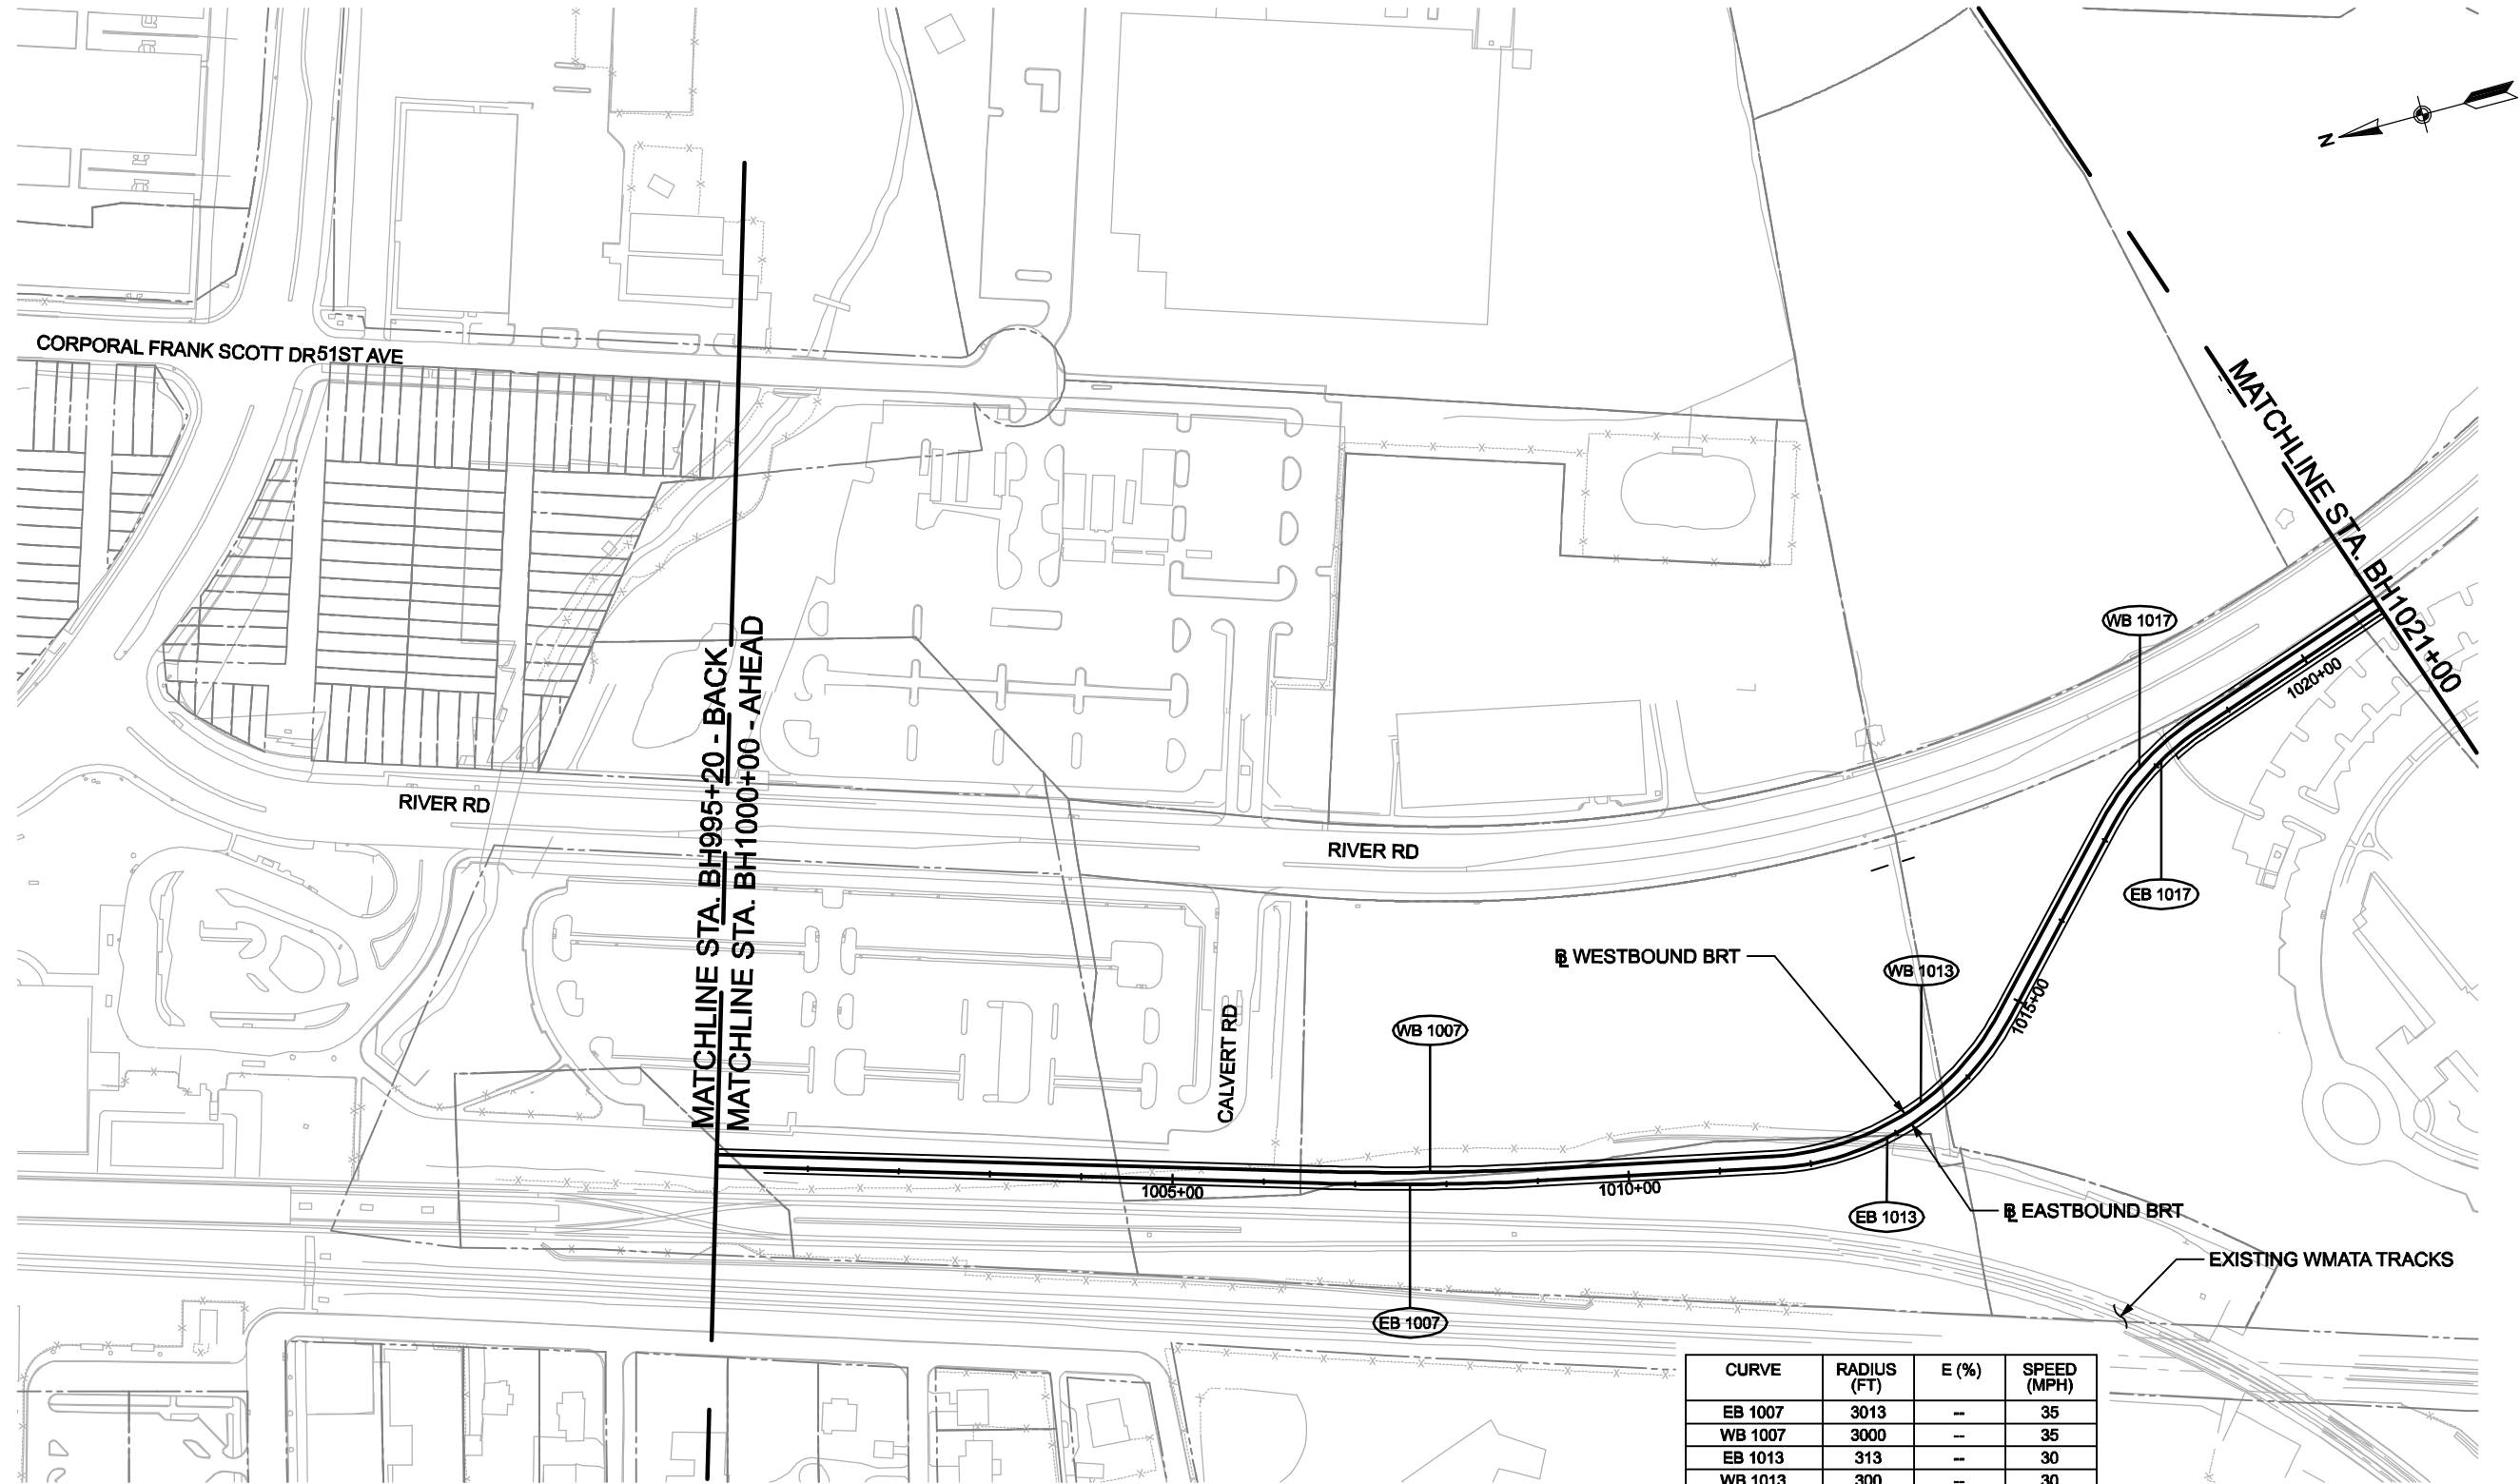 N
CORPORAL FRANK SCOTT DR 51ST AVE
MATCHLINE STA. BH1021+00
MATCHLINE STA. BH995+20 - BACK
MATCHLINE STA. BH1000+00 - AHEAD
WB 1017
1020+00
RIVER RD
RIVER RD
EB 1017
BL WESTBOUND BRT
WB 1013
1015+00
WB 1007
CALVERT RD
1005+00
1010+00
EB 1013
BL EASTBOUND BRT
EXISTING WMATA TRACKS
EB 1007
CURVE RADIUS (FT) E (%) SPEED (MPH)
EB 1007 3013 -- 35
WB 1007 3000 -- 35
EB 1013 313 -- 30
WB 1013 300 -- 30